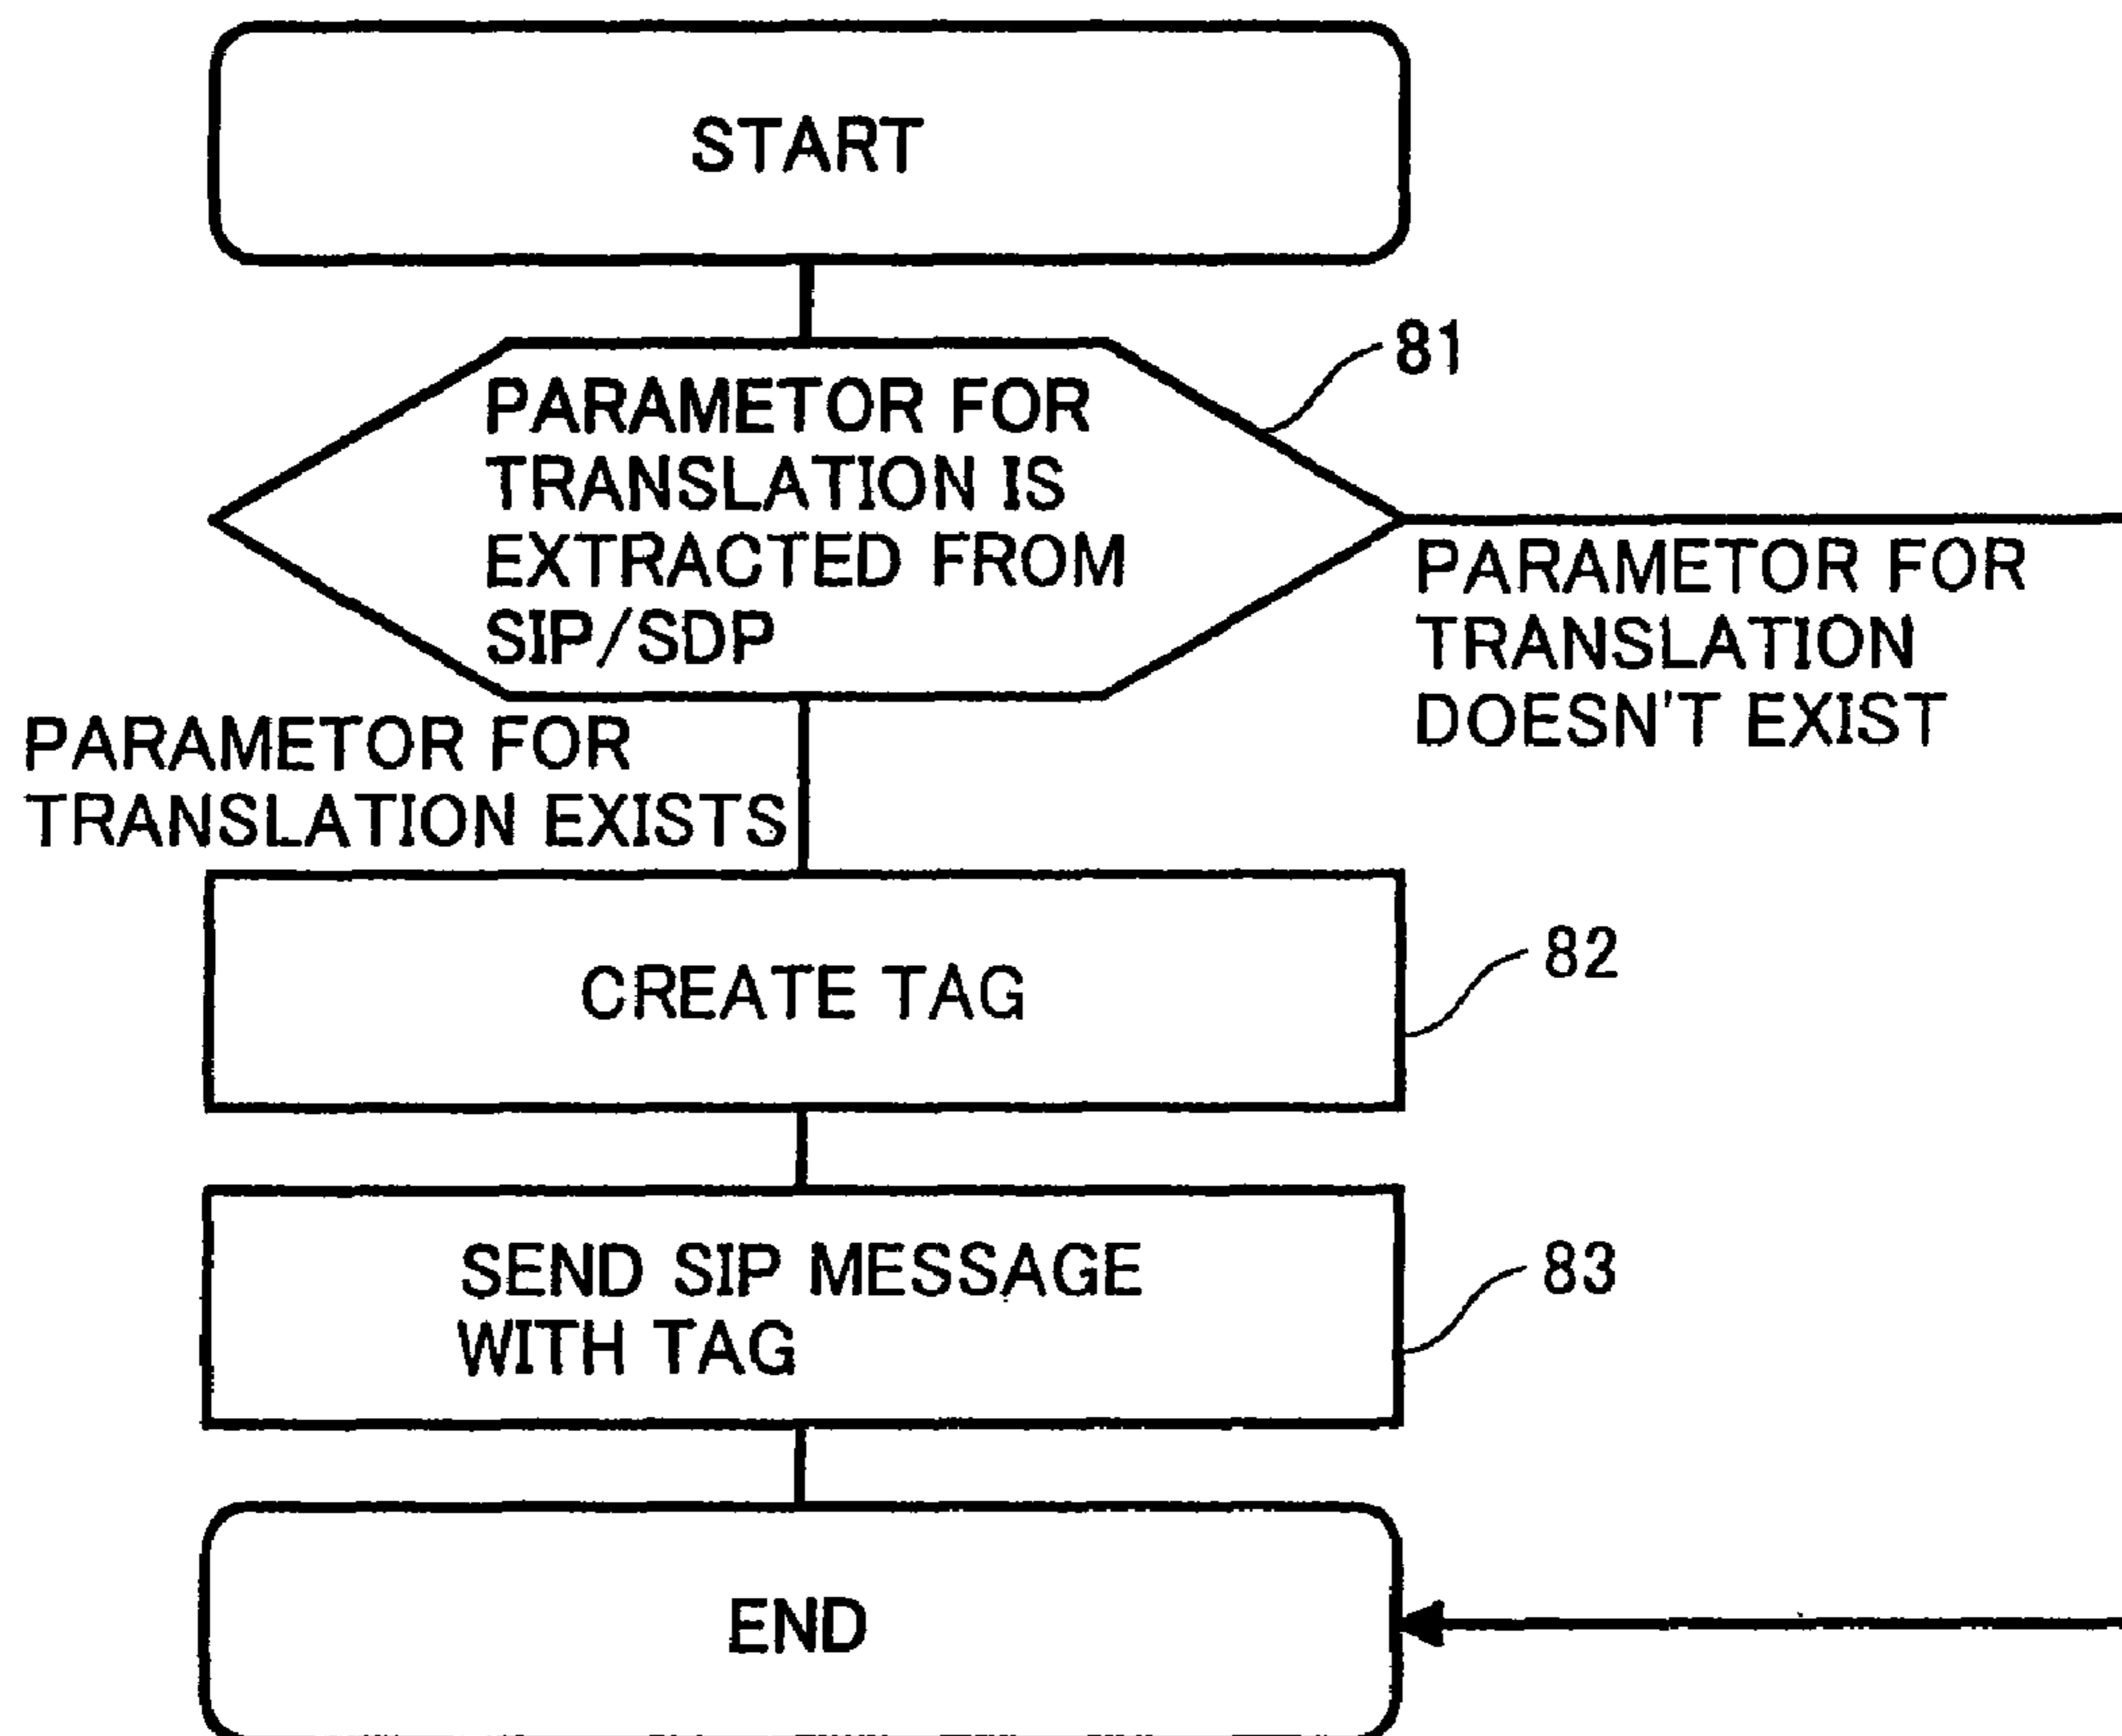 START
81
PARAMETOR FOR
TRANSLATION IS
EXTRACTED FROM
SIP/SDP
PARAMETOR FOR
TRANSLATION
DOESN'T EXIST
PARAMETOR FOR
TRANSLATION EXISTS
CREATE TAG
82
SEND SIP MESSAGE
WITH TAG
83
END